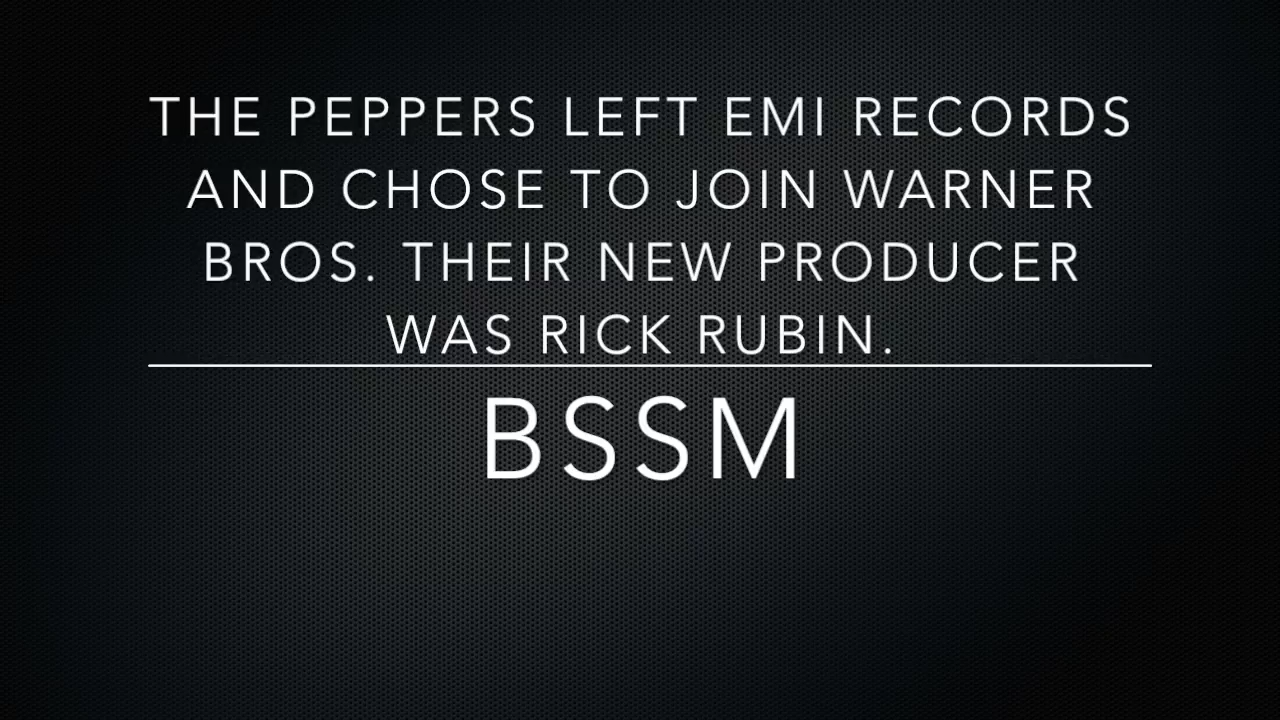 THE PEPPERS LEFT EMI RECORDS
AND CHOSE TO JOIN WARNER
BROS. THEIR NEW PRODUCER
WAS RICK RUBIN.
BSSM